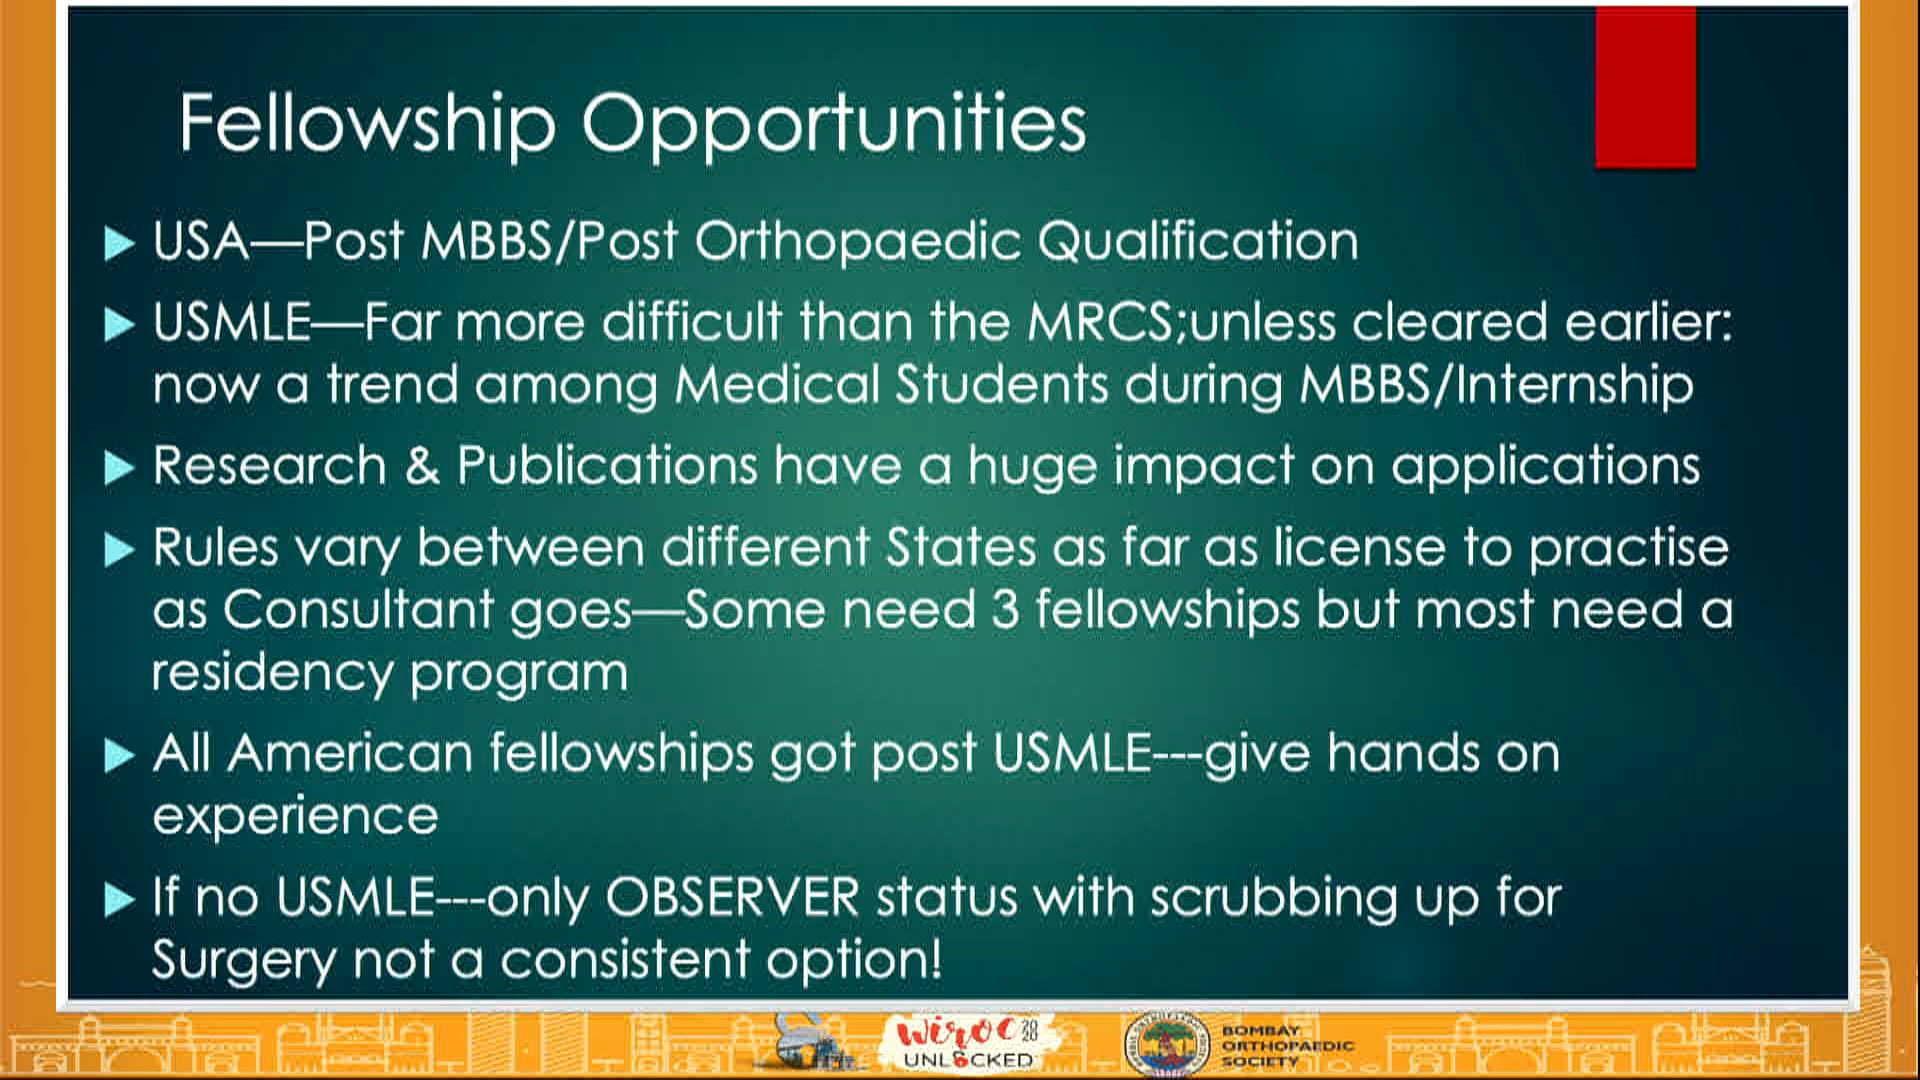 Fellowship Opportunities
USA—Post MBBS/Post Orthopaedic Qualification
USMLE—Far more difficult than the MRCS;unless cleared earlier:
now a trend among Medical Students during MBBS/Internship
Research & Publications have a huge impact on applications
Rules vary between different States as far as license to practise
as Consultant goes—Some need 3 fellowships but most need a
residency program
All American fellowships got post USMLE---give hands on
experience
If no USMLE---only OBSERVER status with scrubbing up for
Surgery not a consistent option!
WIROC 28
UNLOCKED
BOMBAY
ORTHOPAEDIC
SOCIETY